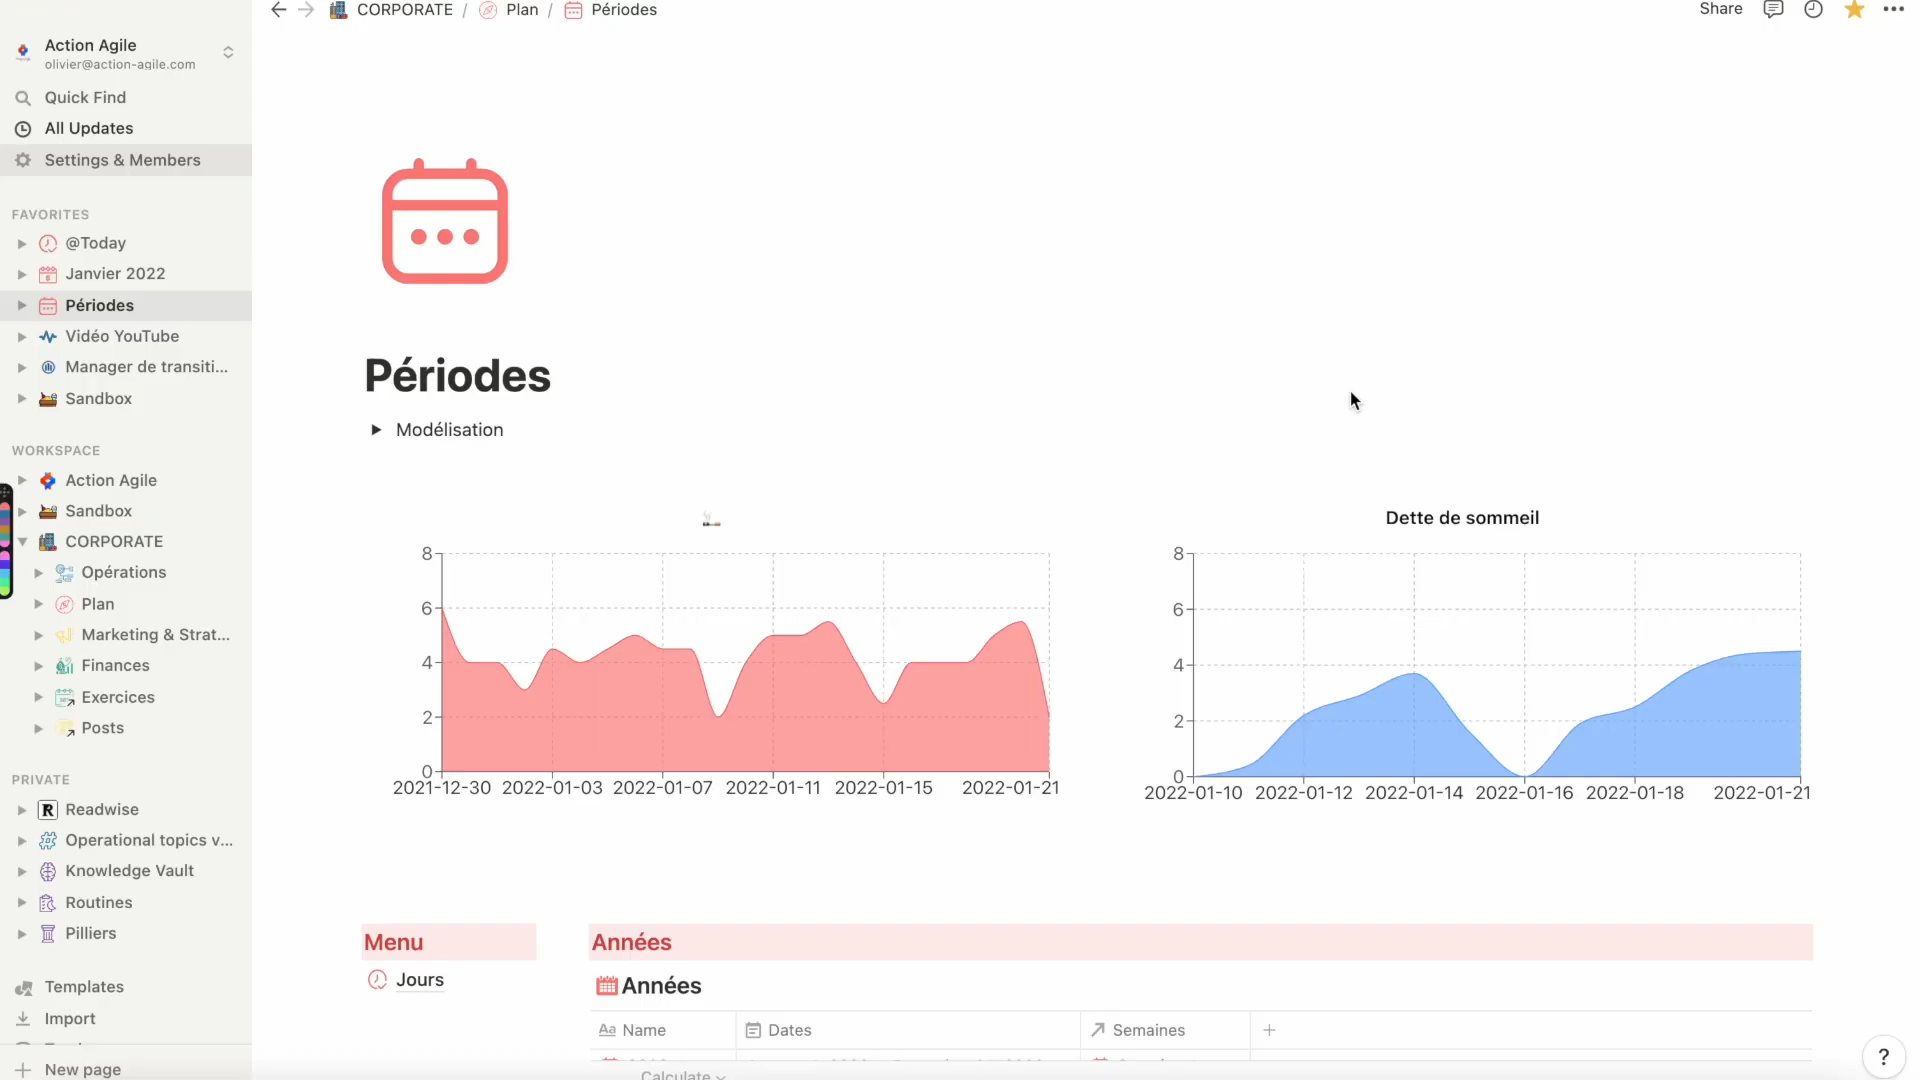 CORPORATE / Plan / Périodes
Share
Action Agile
olivier@action-agile.com
Quick Find
All Updates
Settings & Members
FAVORITES
@Today
Janvier 2022
Périodes
Vidéo YouTube
Manager de transiti...
Sandbox
WORKSPACE
Action Agile
Sandbox
CORPORATE
Opérations
Plan
Marketing & Strat...
Finances
Exercices
Posts
PRIVATE
R Readwise
Operational topics v...
Knowledge Vault
Routines
Pilliers
Templates
Import
New page
Périodes
Modélisation
8
6
4
2
0
2021-12-30 2022-01-03 2022-01-07 2022-01-11 2022-01-15 2022-01-21
Dette de sommeil
8
6
4
2
0
2022-01-10 2022-01-12 2022-01-14 2022-01-16 2022-01-18 2022-01-21
Menu
Jours
Années
Années
Aa Name Dates Semaines +
Calculate
?